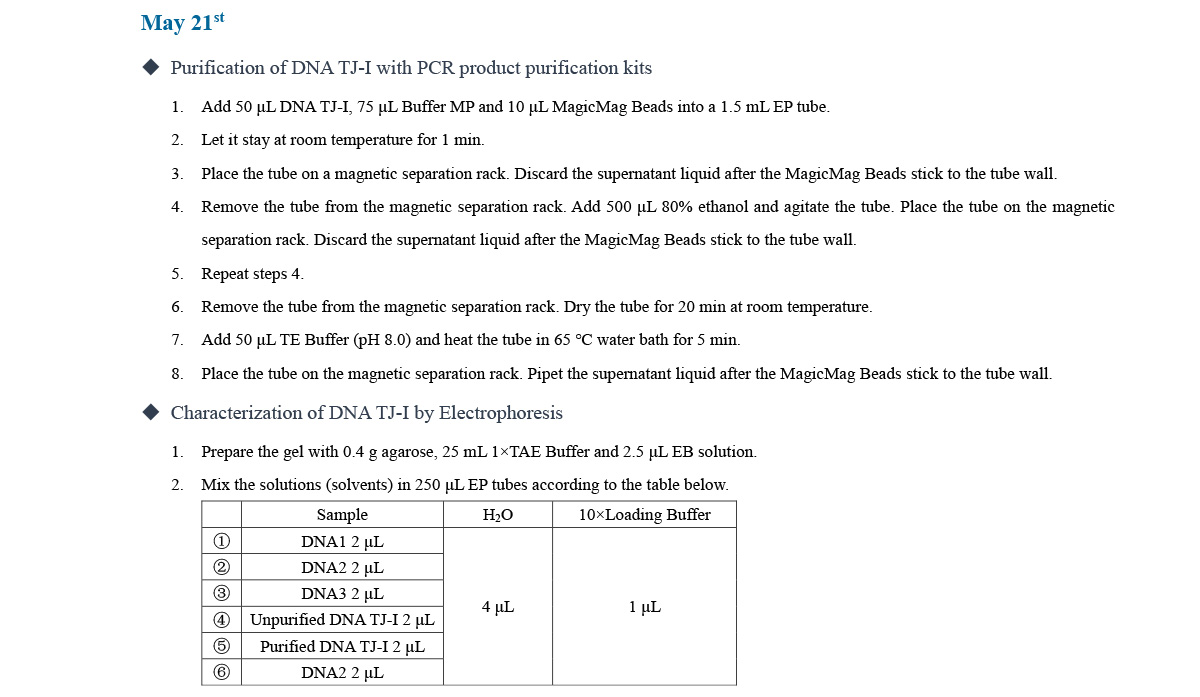 May 21st
◆ Purification of DNA TJ-I with PCR product purification kits
1. Add 50 μL DNA TJ-I, 75 μL Buffer MP and 10 μL MagicMag Beads into a 1.5 mL EP tube.
2. Let it stay at room temperature for 1 min.
3. Place the tube on a magnetic separation rack. Discard the supernatant liquid after the MagicMag Beads stick to the tube wall.
4. Remove the tube from the magnetic separation rack. Add 500 μL 80% ethanol and agitate the tube. Place the tube on the magnetic
separation rack. Discard the supernatant liquid after the MagicMag Beads stick to the tube wall.
5. Repeat steps 4.
6. Remove the tube from the magnetic separation rack. Dry the tube for 20 min at room temperature.
7. Add 50 μL TE Buffer (pH 8.0) and heat the tube in 65 ℃ water bath for 5 min.
8. Place the tube on the magnetic separation rack. Pipet the supernatant liquid after the MagicMag Beads stick to the tube wall.
◆ Characterization of DNA TJ-I by Electrophoresis
1. Prepare the gel with 0.4 g agarose, 25 mL 1×TAE Buffer and 2.5 μL EB solution.
2. Mix the solutions (solvents) in 250 μL EP tubes according to the table below.
Sample H₂O 10×Loading Buffer
① DNA1 2 μL
② DNA2 2 μL
③ DNA3 2 μL
4 μL 1 μL
④ Unpurified DNA TJ-I 2 μL
⑤ Purified DNA TJ-I 2 μL
⑥ DNA2 2 μL